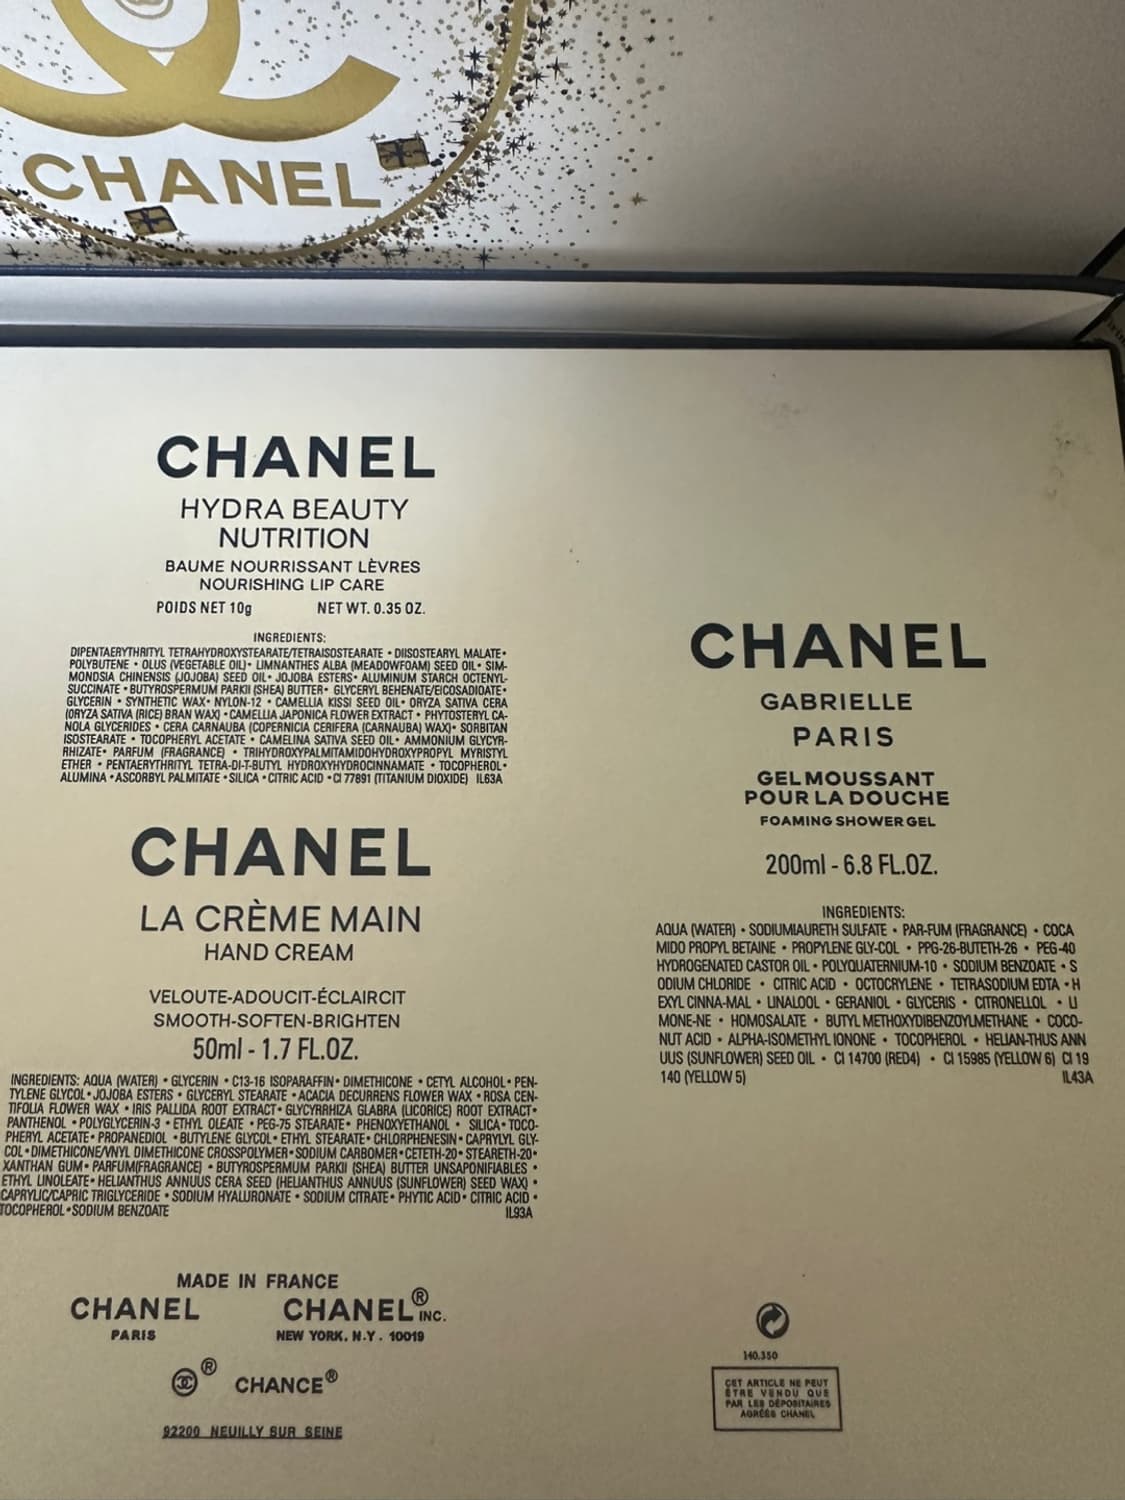 CHANEL
CHANEL
HYDRA BEAUTY
NUTRITION
BAUME NOURRISSANT LÈVRES
NOURISHING LIP CARE
POIDS NET 10g NET WT. 0.35 OZ.
INGREDIENTS:
DIPENTAERYTHRITYL TETRAHYDROXYSTEARATE/TETRAISOSTEARATE • DIISOSTEARYL MALATE•
POLYBUTENE • OLUS (VEGETABLE OIL)• LIMNANTHES ALBA (MEADOWFOAM) SEED OIL• SIM-
MONDSIA CHINENSIS (JOJOBA) SEED OIL• JOJOBA ESTERS• ALUMINUM STARCH OCTENYL-
SUCCINATE • BUTYROSPERMUM PARKII (SHEA) BUTTER• GLYCERYL BEHENATE/EICOSADIOATE•
GLYCERIN • SYNTHETIC WAX• NYLON-12 • CAMELLIA KISSI SEED OIL• ORYZA SATIVA CERA
(ORYZA SATIVA (RICE) BRAN WAX) •CAMELLIA JAPONICA FLOWER EXTRACT • PHYTOSTERYL CA-
NOLA GLYCERIDES • CERA CARNAUBA (COPERNICIA CERIFERA (CARNAUBA) WAX)• SORBITAN
ISOSTEARATE • TOCOPHERYL ACETATE • CAMELINA SATIVA SEED OIL• AMMONIUM GLYCYR-
RHIZATE• PARFUM (FRAGRANCE) • TRIHYDROXYPALMITAMIDOHYDROXYPROPYL MYRISTYL
ETHER • PENTAERYTHRITYL TETRA-DI-T-BUTYL HYDROXYHYDROCINNAMATE • TOCOPHEROL•
ALUMINA •ASCORBYL PALMITATE •SILICA •CITRIC ACID •CI 77891 (TITANIUM DIOXIDE) IL63A
CHANEL
LA CRÈME MAIN
HAND CREAM
VELOUTE-ADOUCIT-ÉCLAIRCIT
SMOOTH-SOFTEN-BRIGHTEN
50ml - 1.7 FL.OZ.
INGREDIENTS: AQUA (WATER) • GLYCERIN • C13-16 ISOPARAFFIN• DIMETHICONE • CETYL ALCOHOL• PEN-
TYLENE GLYCOL• JOJOBA ESTERS • GLYCERYL STEARATE •ACACIA DECURRENS FLOWER WAX • ROSA CEN-
TIFOLIA FLOWER WAX • IRIS PALLIDA ROOT EXTRACT• GLYCYRRHIZA GLABRA (LICORICE) ROOT EXTRACT•
PANTHENOL •POLYGLYCERIN-3 •ETHYL OLEATE •PEG-75 STEARATE• PHENOXYETHANOL • SILICA•TOCO-
PHERYL ACETATE• PROPANEDIOL •BUTYLENE GLYCOL• ETHYL STEARATE• CHLORPHENESIN• CAPRYLYL GLY-
COL•DIMETHICONE/VNYL DIMETHICONE CROSSPOLYMER•SODIUM CARBOMER•CETETH-20•STEARETH-20•
XANTHAN GUM• PARFUM(FRAGRANCE) • BUTYROSPERMUM PARKII (SHEA) BUTTER UNSAPONIFIABLES •
ETHYL LINOLEATE• HELIANTHUS ANNUUS CERA SEED (HELIANTHUS ANNUUS (SUNFLOWER) SEED WAX) •
CAPRYLIC/CAPRIC TRIGLYCERIDE • SODIUM HYALURONATE • SODIUM CITRATE• PHYTIC ACID• CITRIC ACID •
TOCOPHEROL•SODIUM BENZOATE IL93A
MADE IN FRANCE
CHANEL CHANEL® INC.
PARIS NEW YORK, N.Y. 10019
® CHANCE®
92200 NEUILLY SUR SEINE
CHANEL
GABRIELLE
PARIS
GEL MOUSSANT
POUR LA DOUCHE
FOAMING SHOWER GEL
200ml - 6.8 FL.OZ.
INGREDIENTS:
AQUA (WATER) • SODIUMIAURETH SULFATE • PAR-FUM (FRAGRANCE) • COCA
MIDO PROPYL BETAINE • PROPYLENE GLY-COL • PPG-26-BUTETH-26 • PEG-40
HYDROGENATED CASTOR OIL • POLYQUATERNIUM-10 • SODIUM BENZOATE • S
ODIUM CHLORIDE • CITRIC ACID • OCTOCRYLENE • TETRASODIUM EDTA • H
EXYL CINNA-MAL • LINALOOL • GERANIOL • GLYCERIS • CITRONELLOL • LI
MONE-NE • HOMOSALATE • BUTYL METHOXYDIBENZOYLMETHANE • COCO-
NUT ACID • ALPHA-ISOMETHYL IONONE • TOCOPHEROL • HELIAN-THUS ANN
UUS (SUNFLOWER) SEED OIL • CI 14700 (RED4) • CI 15985 (YELLOW 6) CI 19
140 (YELLOW 5) IL43A
140.350
CET ARTICLE NE PEUT
ÊTRE VENDU QUE
PAR LES DÉPOSITAIRES
AGRÉÉS CHANEL